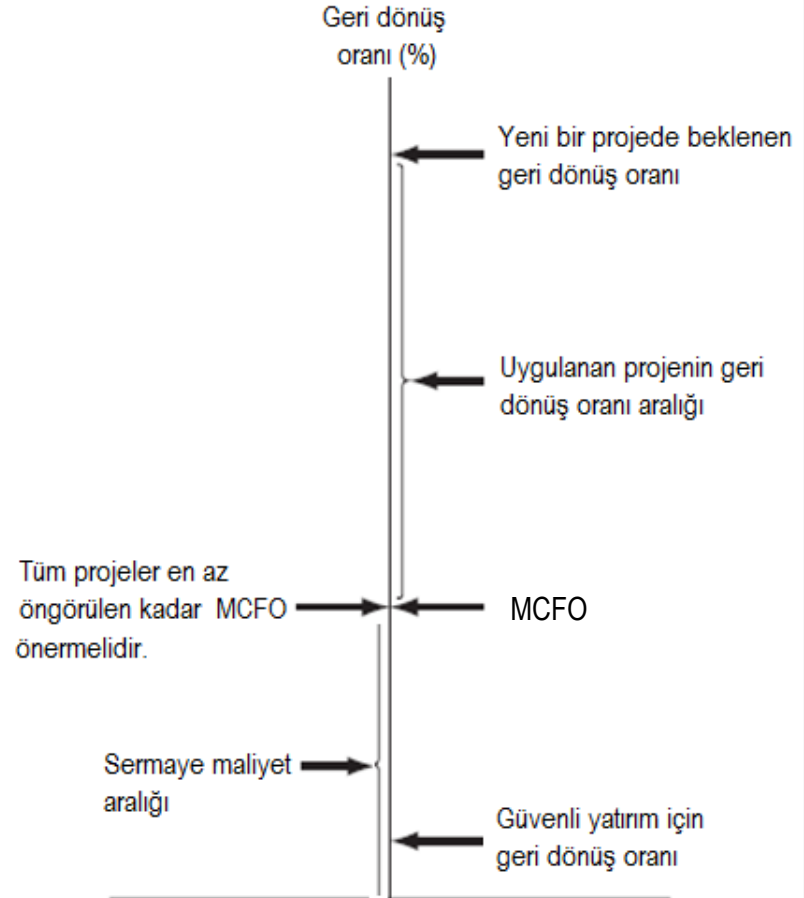 Geri dönüş
oranı (%)
Yeni bir projede beklenen
geri dönüş oranı
Uygulanan projenin geri
dönüş oranı aralığı
Tüm projeler en az
öngörülen kadar MCFO
önermelidir.
MCFO
Sermaye maliyet
aralığı
Güvenli yatırım için
geri dönüş oranı